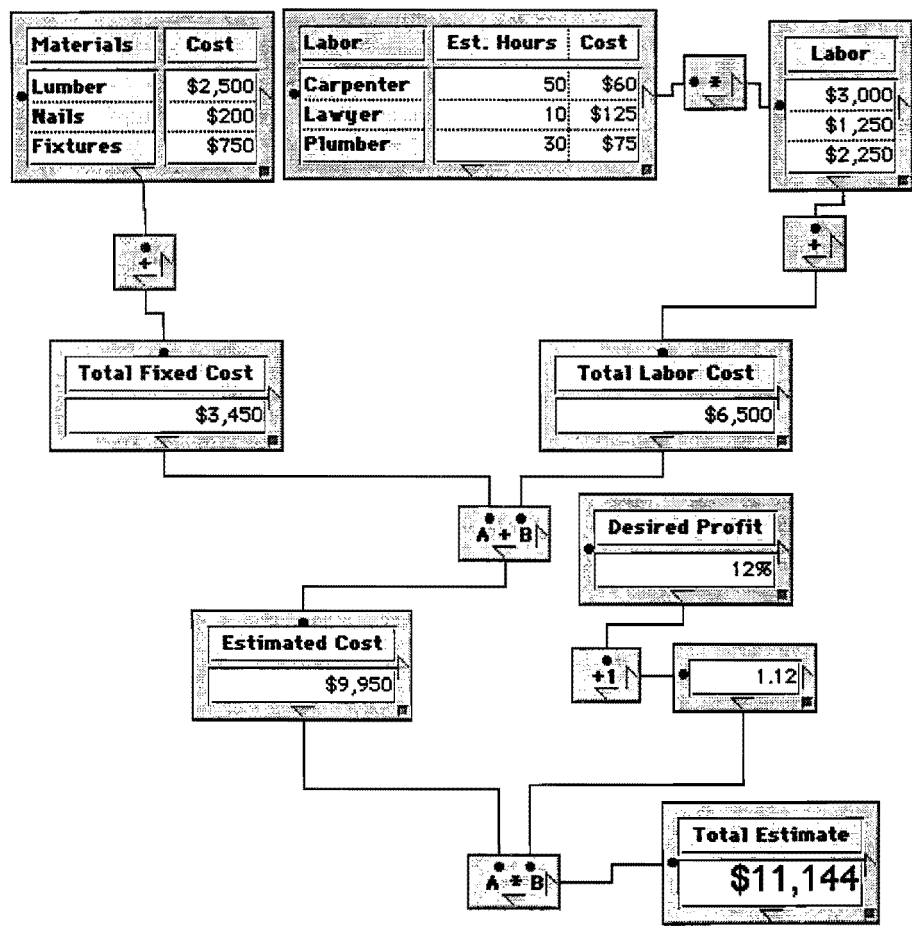 Materials Cost
Lumber $2,500
Nails $200
Fixtures $750
Labor Est. Hours Cost
Carpenter 50 $60
Lawyer 10 $125
Plumber 30 $75
*
Labor
$3,000
$1,250
$2,250
+
+
Total Fixed Cost
$3,450
Total Labor Cost
$6,500
A + B
Desired Profit
12%
Estimated Cost
$9,950
+1
1.12
A * B
Total Estimate
$11,144